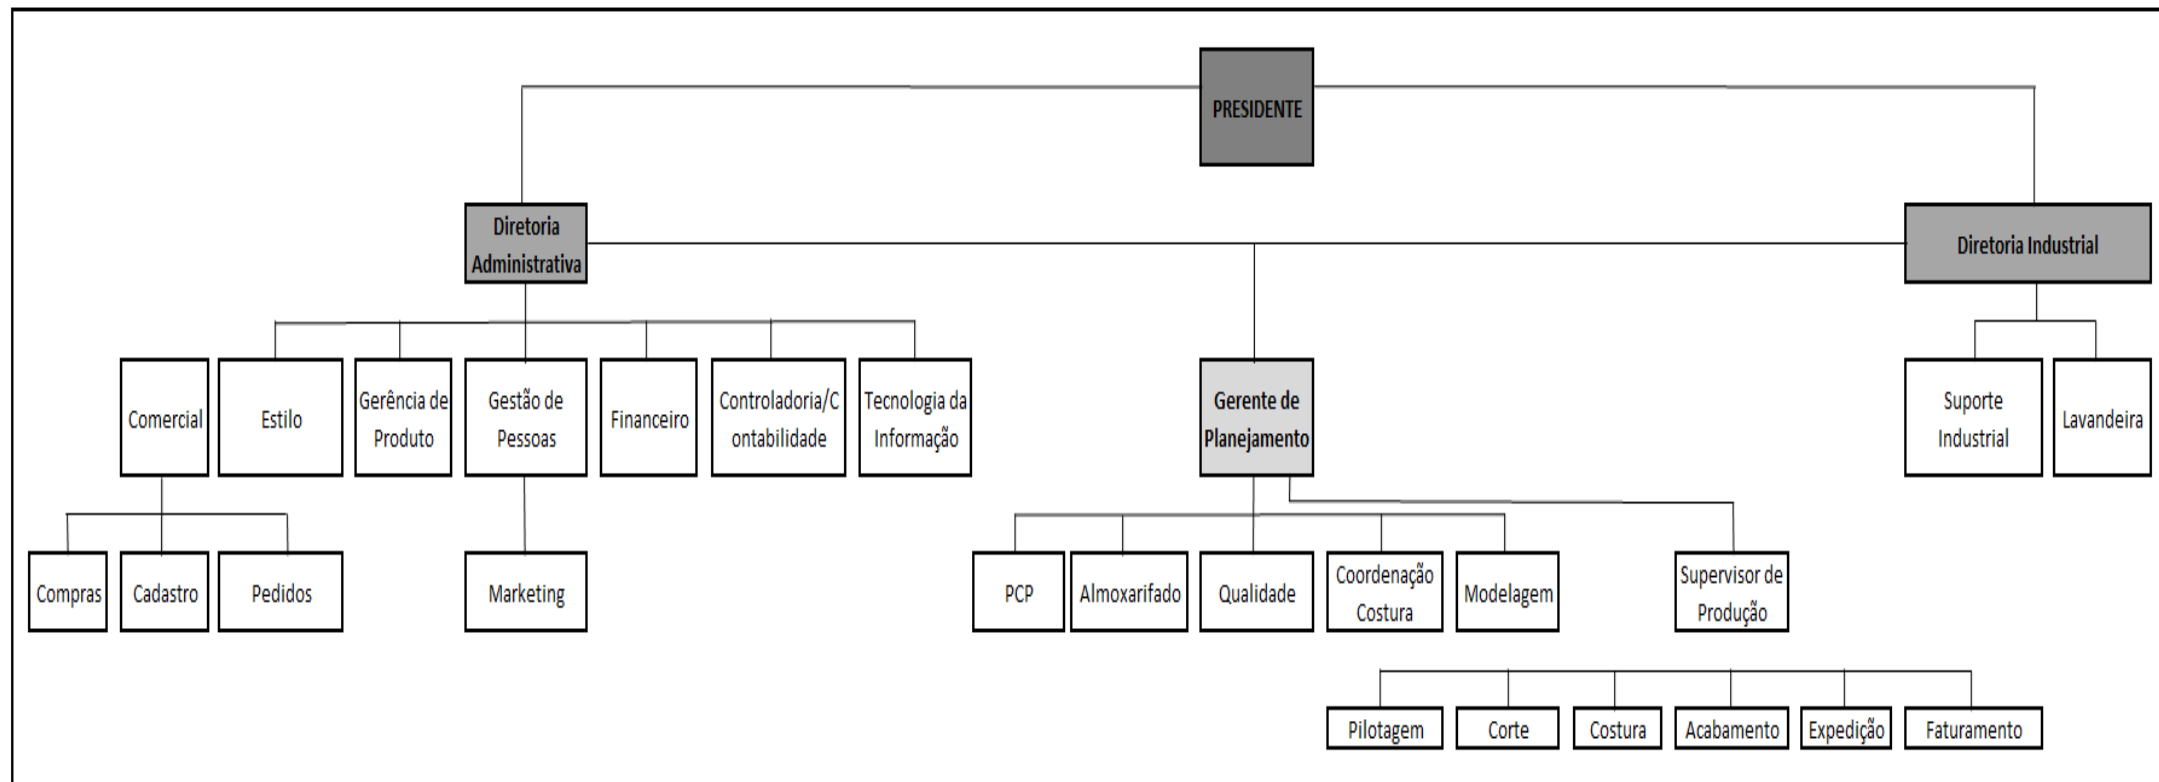 PRESIDENTE
Diretoria
Administrativa
Diretoria Industrial
Comercial
Estilo
Gerência de
Produto
Gestão de
Pessoas
Financeiro
Controladoria/C
ontabilidade
Tecnologia da
Informação
Gerente de
Planejamento
Suporte
Industrial
Lavandeira
Compras
Cadastro
Pedidos
Marketing
PCP
Almoxarifado
Qualidade
Coordenação
Costura
Modelagem
Supervisor de
Produção
Pilotagem
Corte
Costura
Acabamento
Expedição
Faturamento